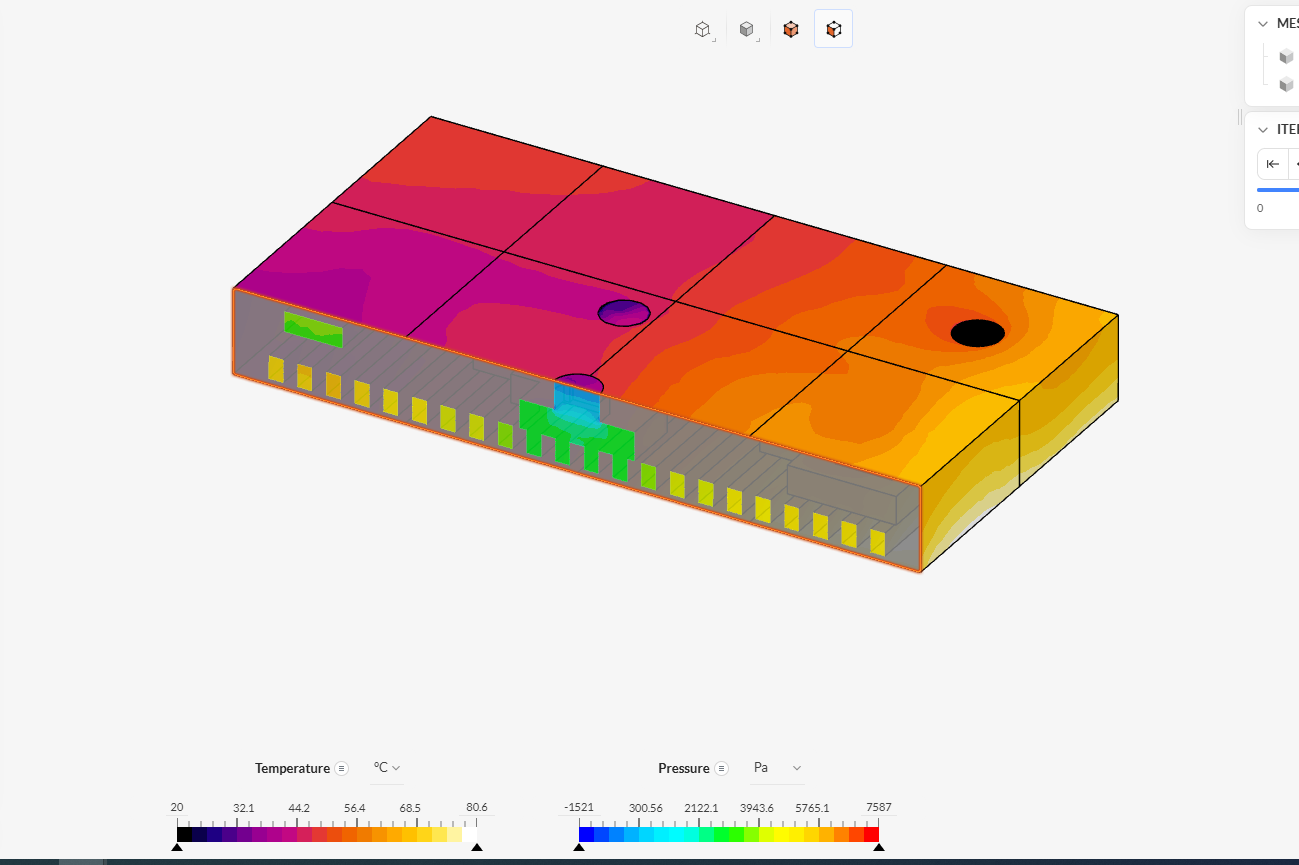 MES
ITE
0
Temperature °C
Pressure Pa
20 32.1 44.2 56.4 68.5 80.6
-1521 300.56 2122.1 3943.6 5765.1 7587